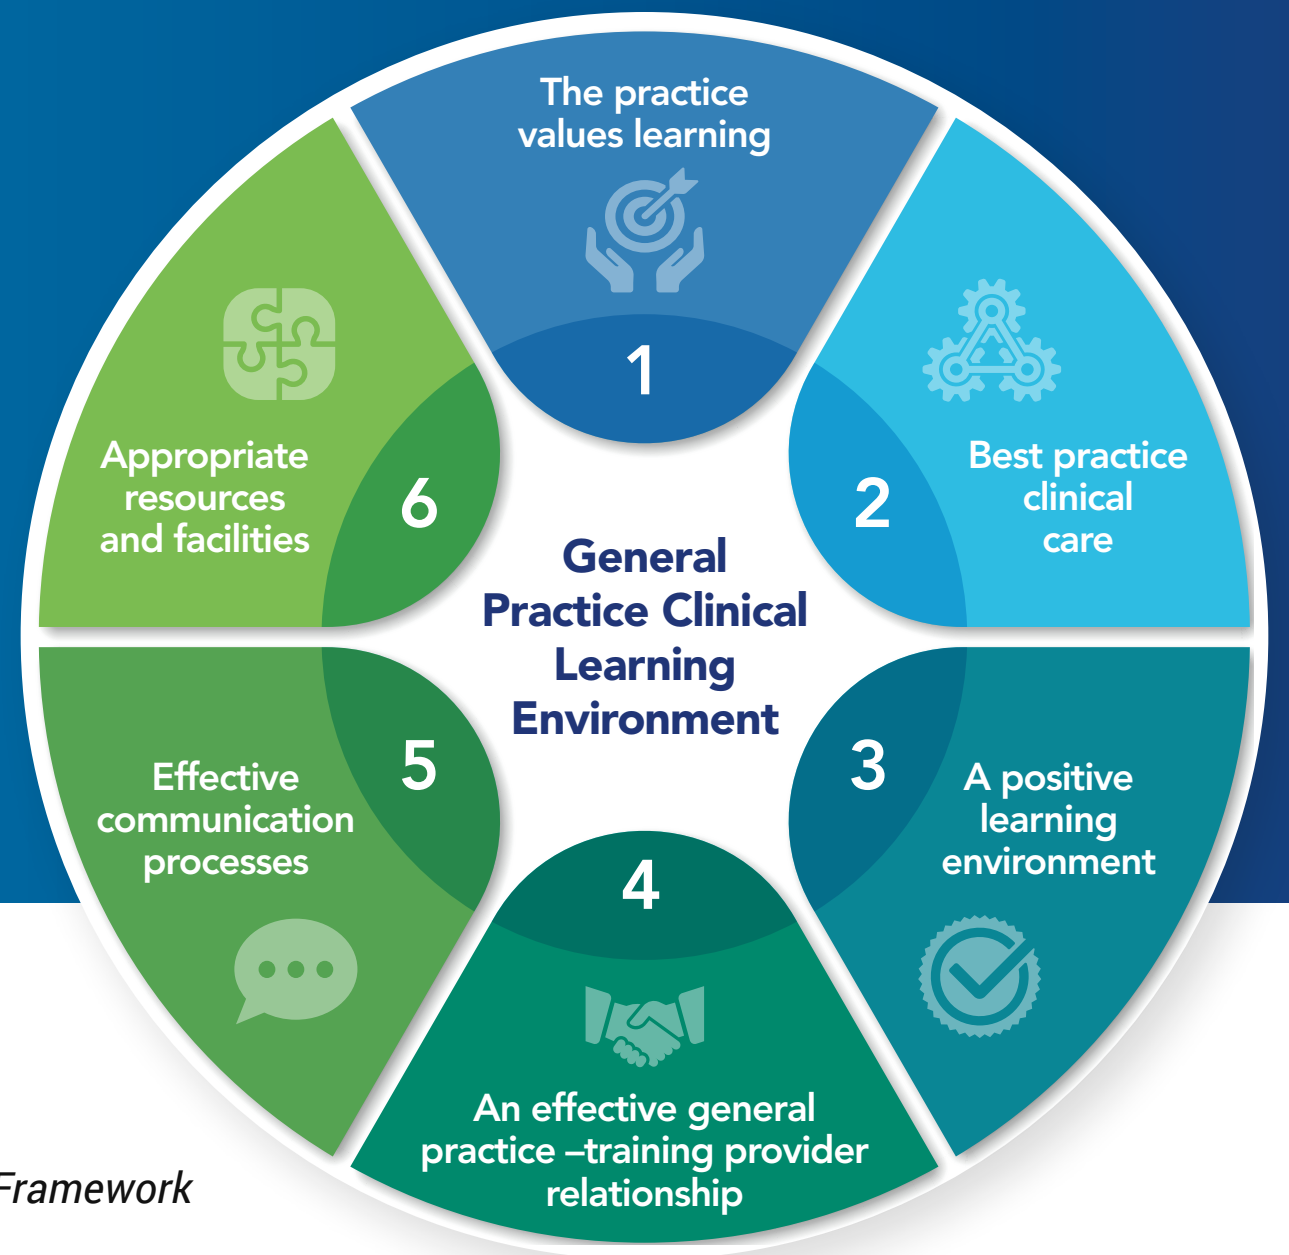 The practice
values learning
1
2
Best practice
clinical
care
3
A positive
learning
environment
4
An effective general
practice –training provider
relationship
5
Effective
communication
processes
6
Appropriate
resources
and facilities
General
Practice Clinical
Learning
Environment
Framework